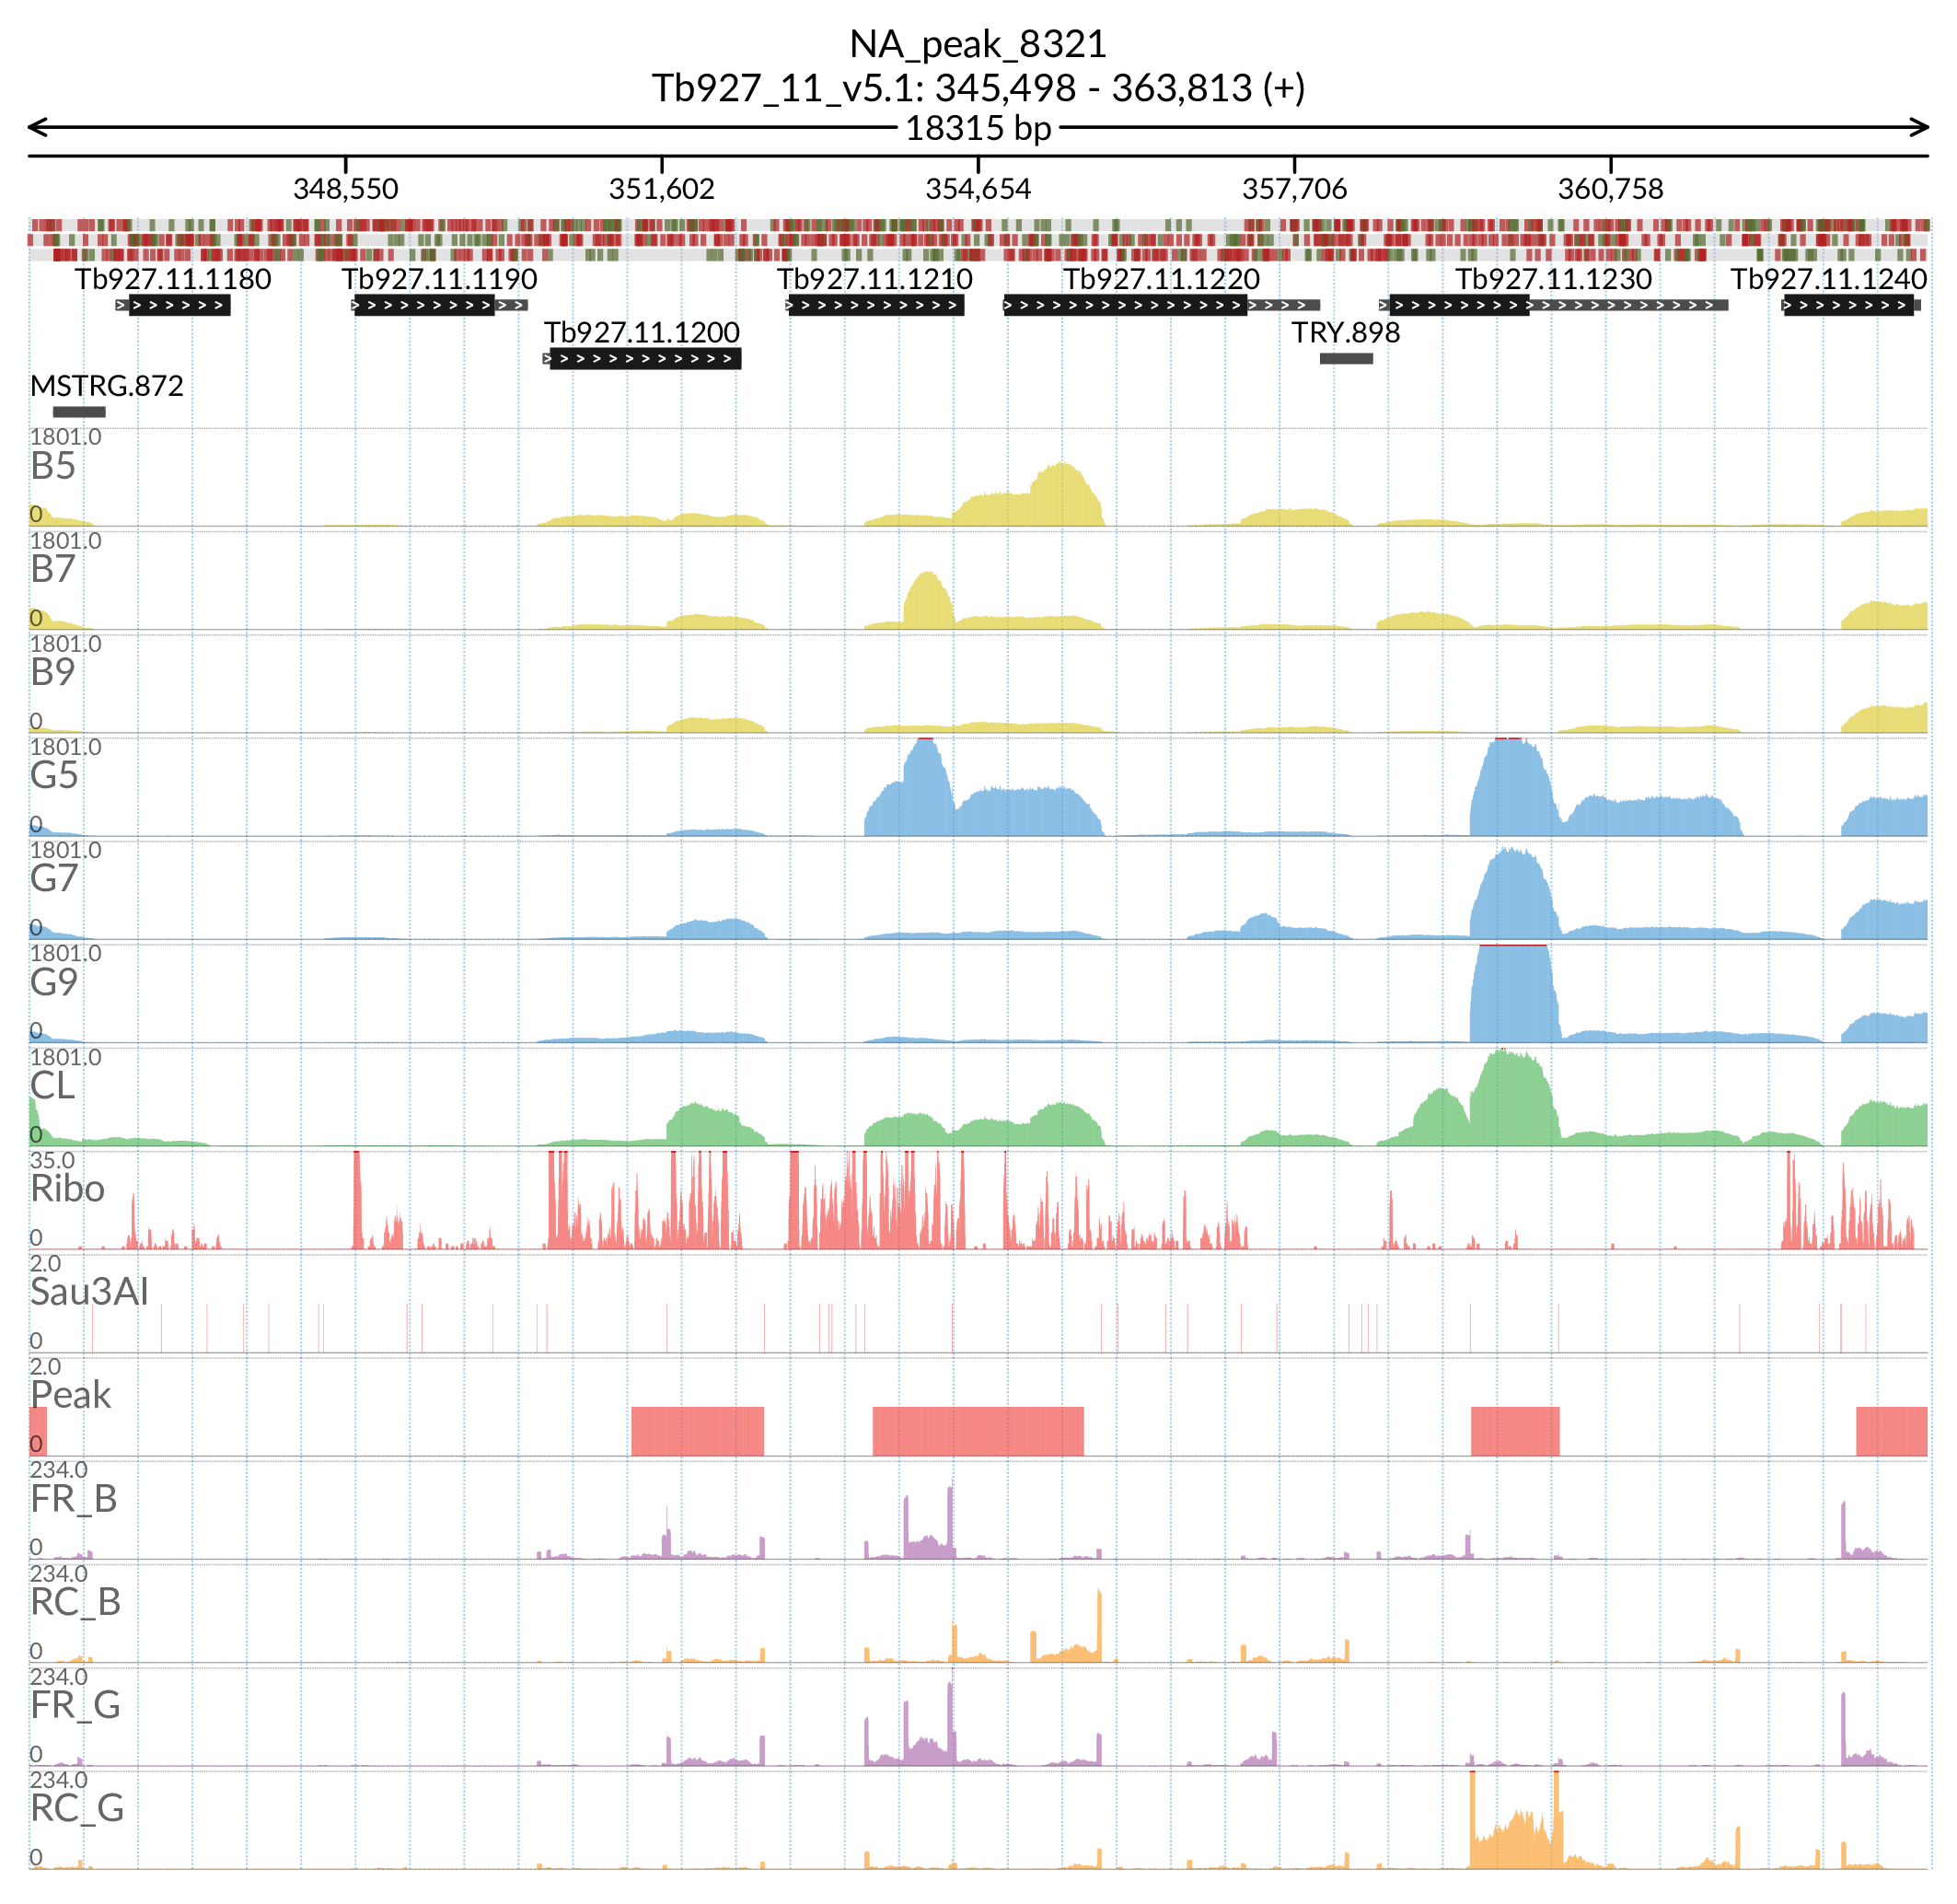 NA_peak_8321
Tb927_11_v5.1: 345,498 - 363,813 (+)
18315 bp
348,550 351,602 354,654 357,706 360,758
Tb927.11.1180 Tb927.11.1190 Tb927.11.1210 Tb927.11.1220 Tb927.11.1230 Tb927.11.1240
Tb927.11.1200 TRY.898
MSTRG.872
1801.0
B5
0
1801.0
B7
0
1801.0
B9
0
1801.0
G5
0
1801.0
G7
0
1801.0
G9
0
1801.0
CL
0
35.0
Ribo
0
2.0
Sau3AI
0
2.0
Peak
0
234.0
FR_B
0
234.0
RC_B
0
234.0
FR_G
0
234.0
RC_G
0